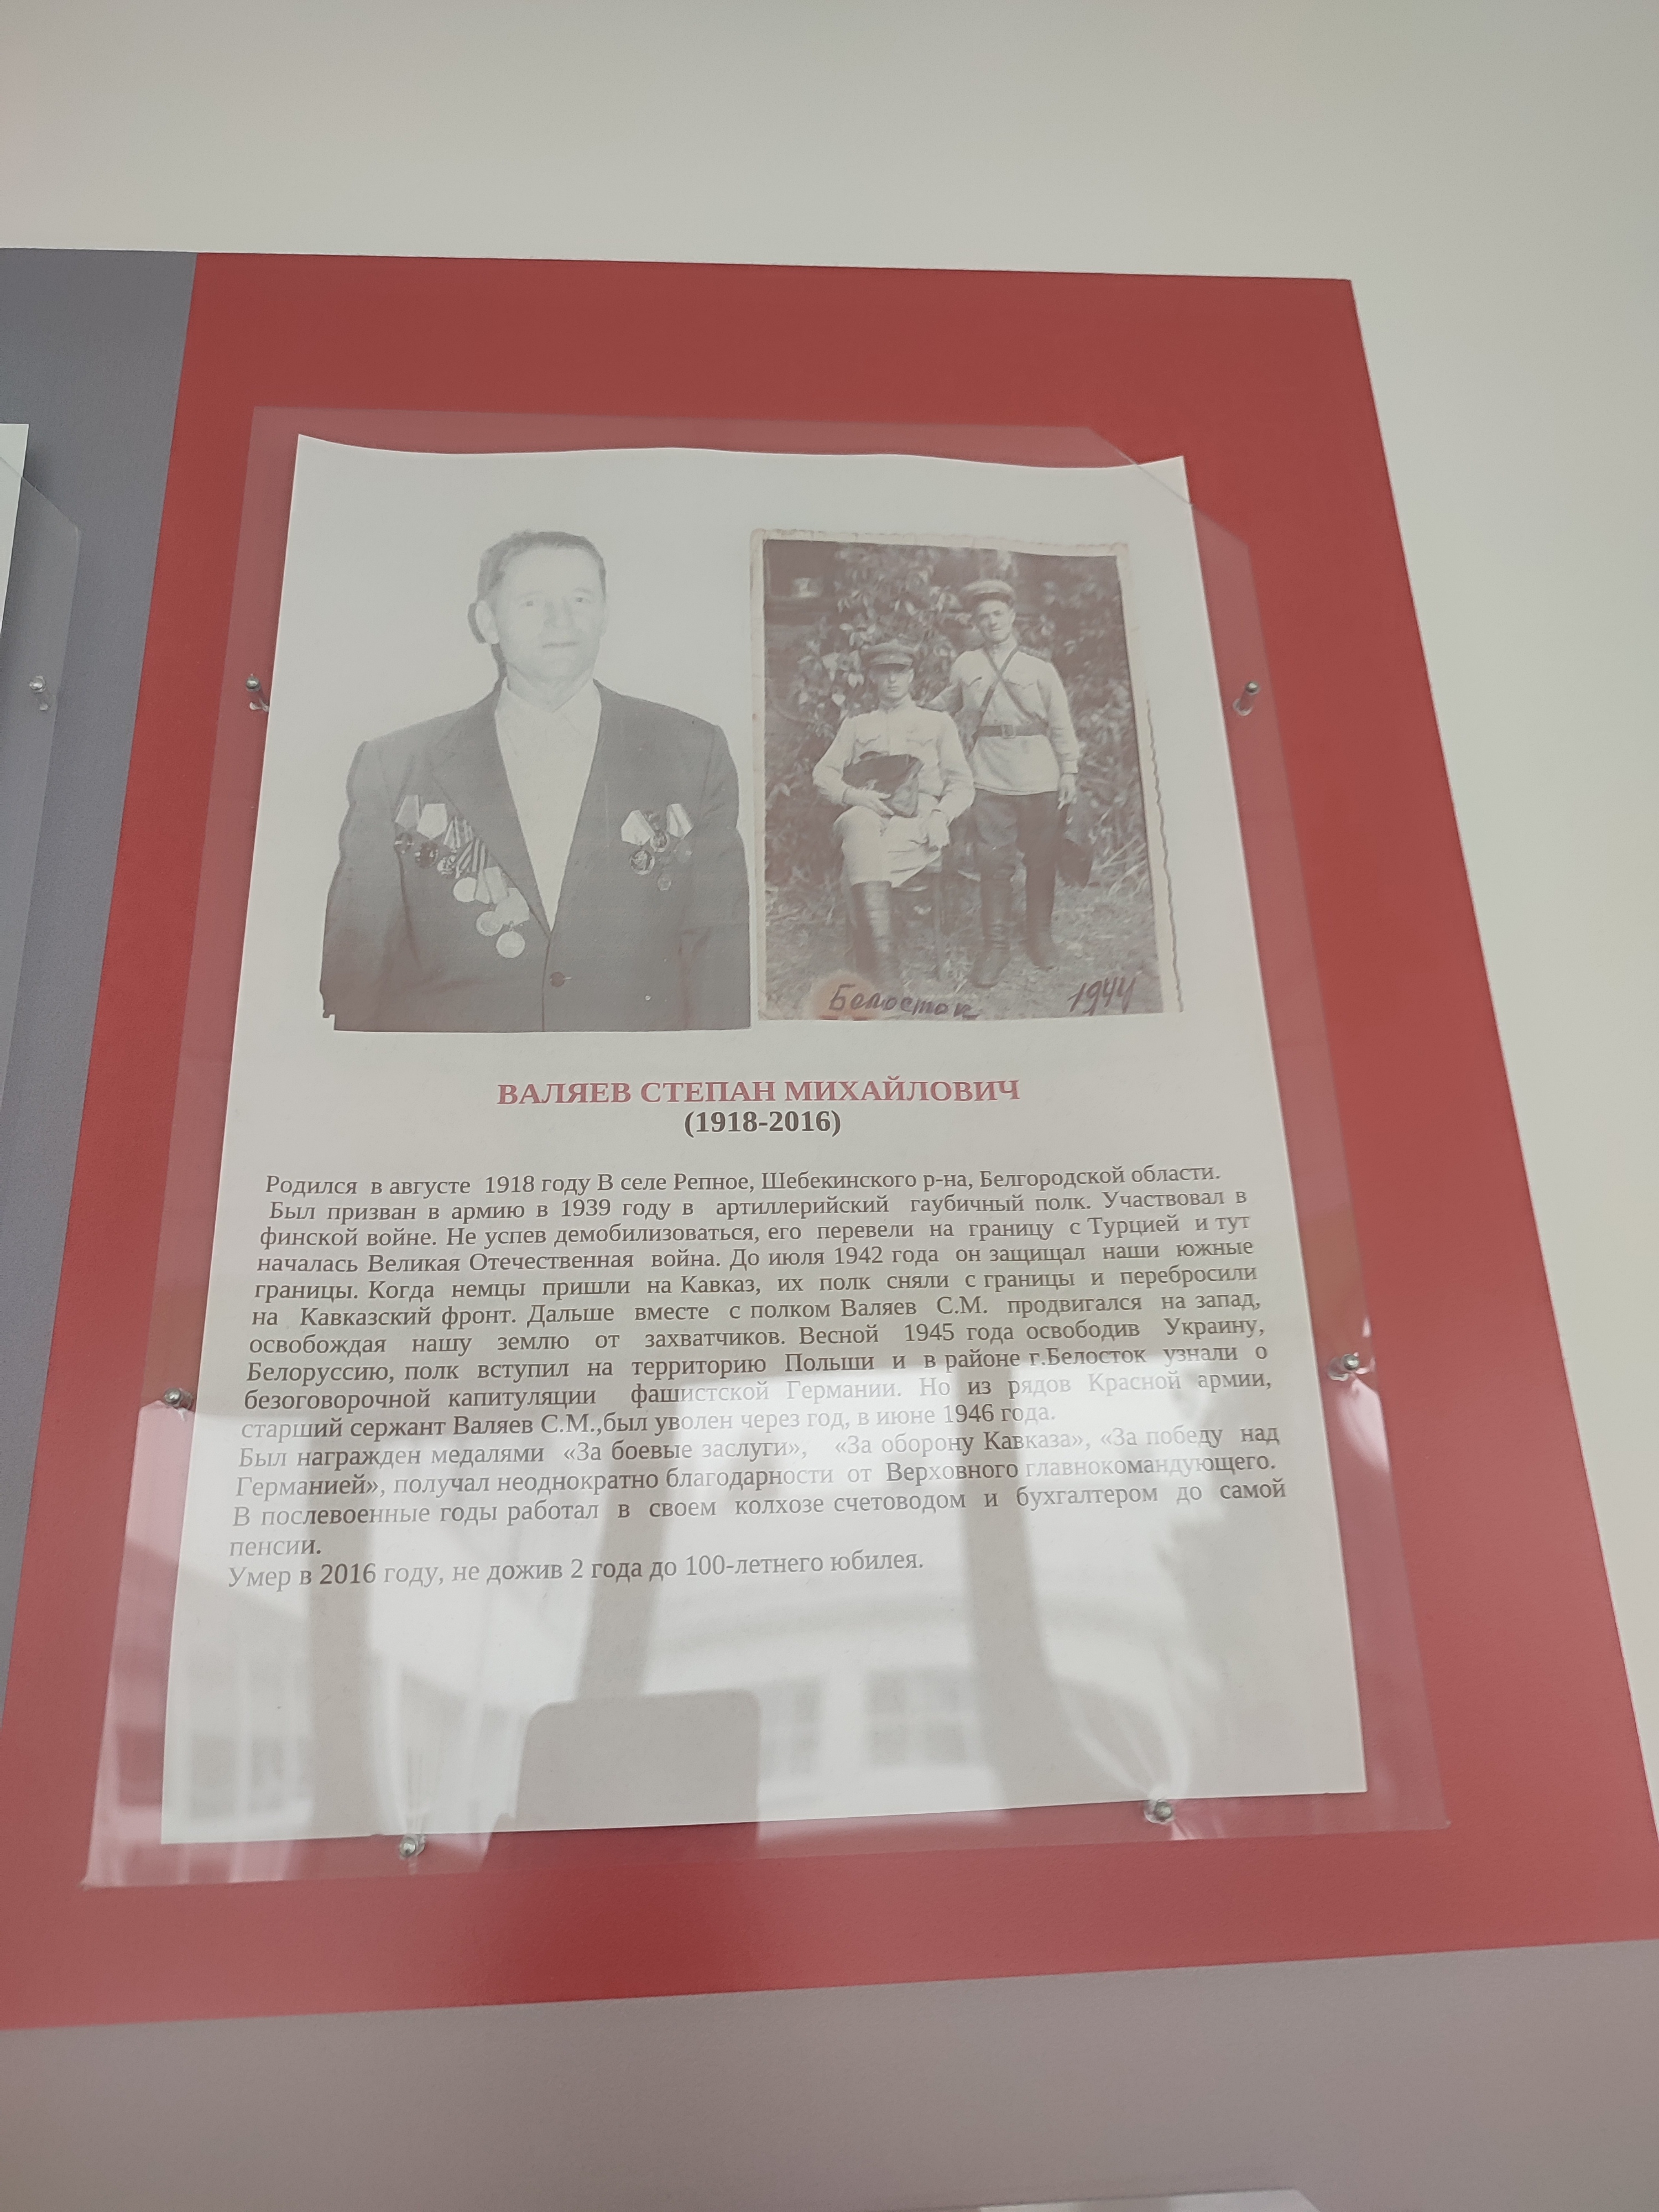 Белосток 1944
ВАЛЯЕВ СТЕПАН МИХАЙЛОВИЧ
(1918-2016)
Родился в августе 1918 году В селе Репное, Шебекинского р-на, Белгородской области.
Был призван в армию в 1939 году в артиллерийский гаубичный полк. Участвовал в
финской войне. Не успев демобилизоваться, его перевели на границу с Турцией и тут
началась Великая Отечественная война. До июля 1942 года он защищал наши южные
границы. Когда немцы пришли на Кавказ, их полк сняли с границы и перебросили
на Кавказский фронт. Дальше вместе с полком Валяев С.М. продвигался на запад,
освобождая нашу землю от захватчиков. Весной 1945 года освободив Украину,
Белоруссию, полк вступил на территорию Польши и в районе г.Белосток узнали о
безоговорочной капитуляции фашистской Германии. Но из рядов Красной армии,
старший сержант Валяев С.М.,был уволен через год, в июне 1946 года.
Был награжден медалями «За боевые заслуги», «За оборону Кавказа», «За победу над
Германией», получал неоднократно благодарности от Верховного главнокомандующего.
В послевоенные годы работал в своем колхозе счетоводом и бухгалтером до самой
пенсии.
Умер в 2016 году, не дожив 2 года до 100-летнего юбилея.